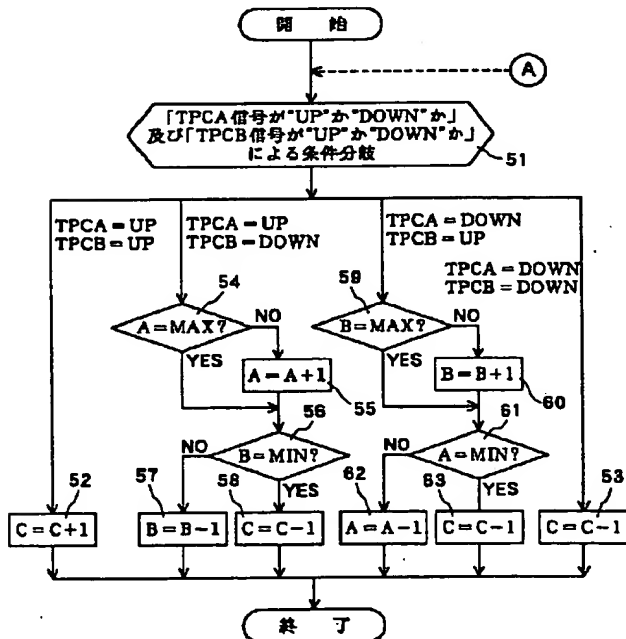 開 始
A
「TPCA信号が"UP"か"DOWN"か」
及び「TPCB信号が"UP"か"DOWN"か」
による条件分岐
51
TPCA=UP
TPCB=UP
TPCA=UP
TPCB=DOWN
TPCA=DOWN
TPCB=UP
TPCA=DOWN
TPCB=DOWN
54
A=MAX?
NO
YES
A=A+1
55
59
B=MAX?
NO
YES
B=B+1
60
56
B=MIN?
NO
YES
61
A=MIN?
NO
YES
52
C=C+1
57
B=B-1
58
C=C-1
62
A=A-1
63
C=C-1
53
C=C-1
終 了